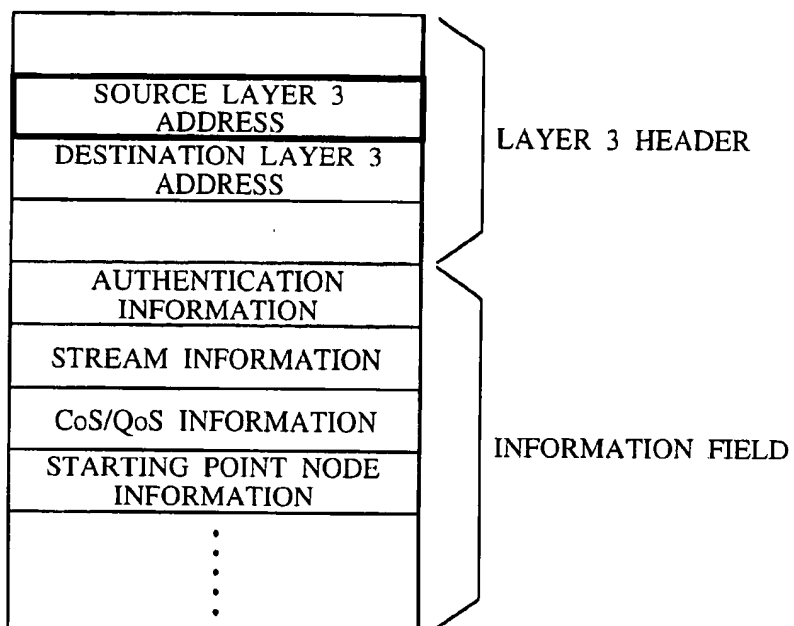 SOURCE LAYER 3
ADDRESS
DESTINATION LAYER 3
ADDRESS
LAYER 3 HEADER
AUTHENTICATION
INFORMATION
STREAM INFORMATION
CoS/QoS INFORMATION
STARTING POINT NODE
INFORMATION
INFORMATION FIELD